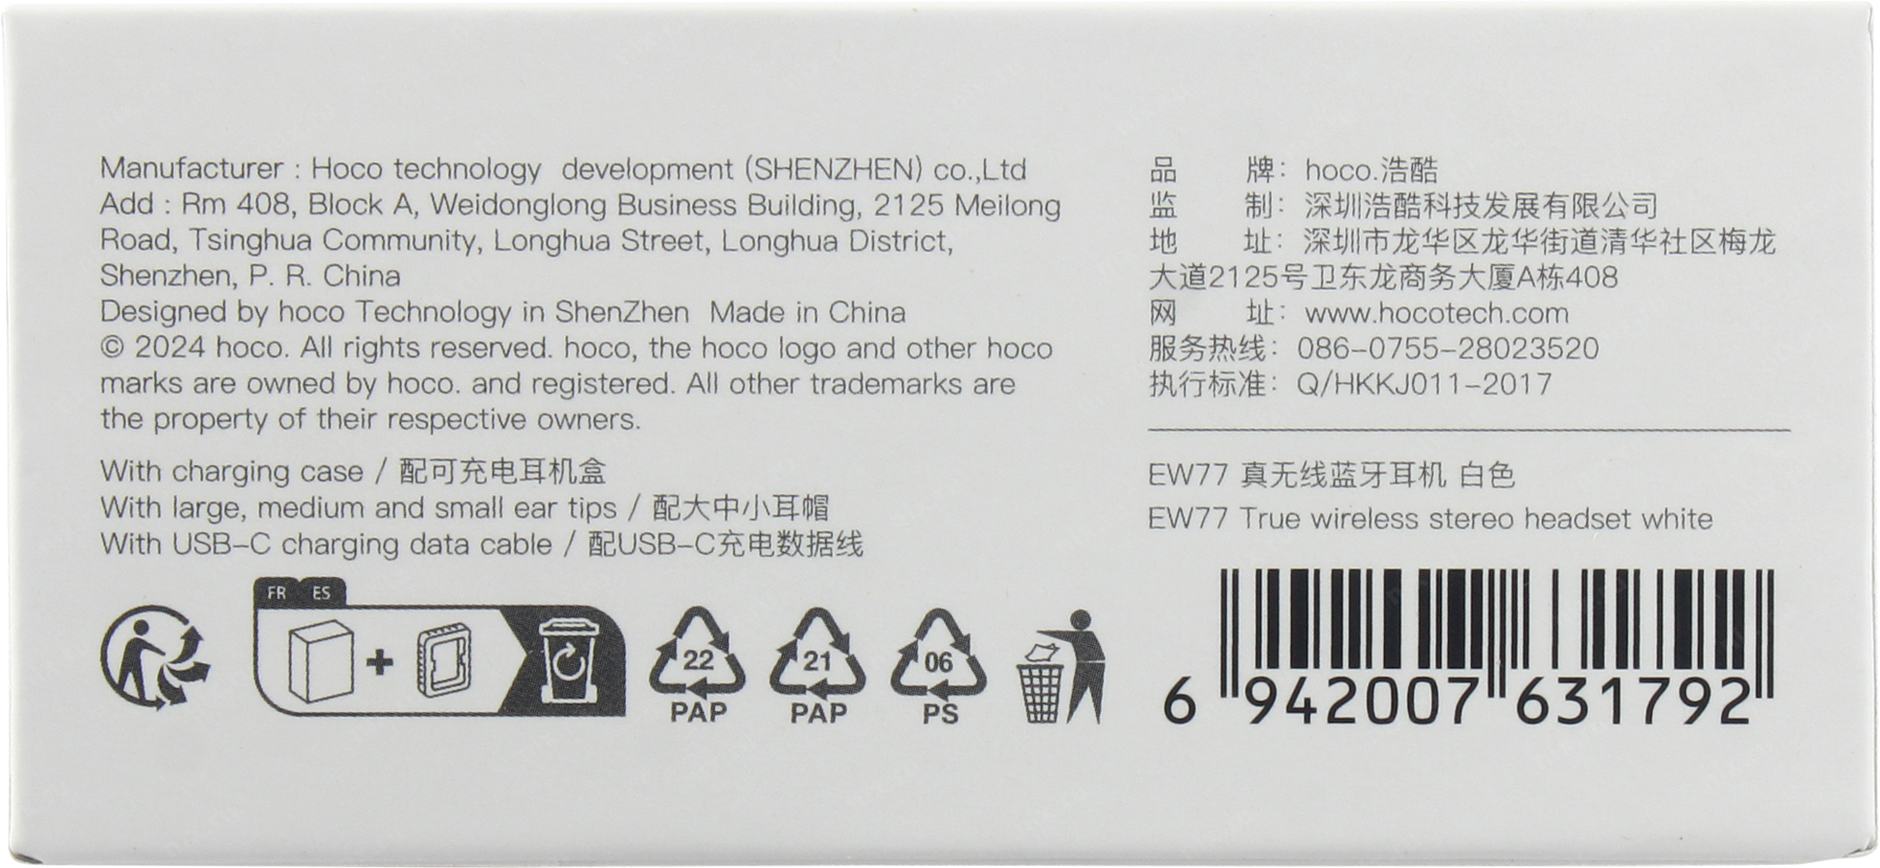 Manufacturer : Hoco technology development (SHENZHEN) co.,Ltd
Add : Rm 408, Block A, Weidonglong Business Building, 2125 Meilong
Road, Tsinghua Community, Longhua Street, Longhua District,
Shenzhen, P. R. China
Designed by hoco Technology in ShenZhen Made in China
© 2024 hoco. All rights reserved. hoco, the hoco logo and other hoco
marks are owned by hoco. and registered. All other trademarks are
the property of their respective owners.
With charging case / 配可充电耳机盒
With large, medium and small ear tips / 配大中小耳帽
With USB-C charging data cable / 配USB-C充电数据线
FR ES
22
PAP
21
PAP
06
PS
品 牌：hoco.浩酷
监 制：深圳浩酷科技发展有限公司
地 址：深圳市龙华区龙华街道清华社区梅龙
大道2125号卫东龙商务大厦A栋408
网 址：www.hocotech.com
服务热线：086-0755-28023520
执行标准：Q/HKKJ011-2017
EW77 真无线蓝牙耳机 白色
EW77 True wireless stereo headset white
6 942007 631792